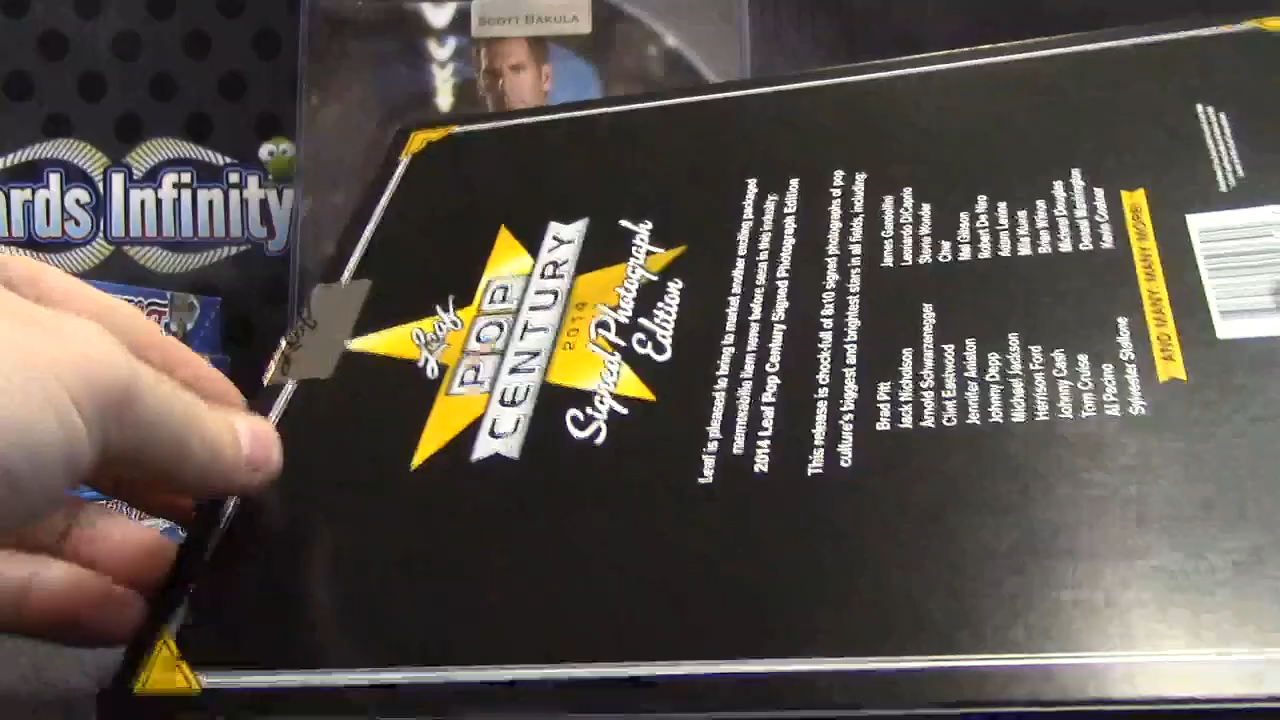 SCOTT BAKULA
ards Infinity
Leaf
POP
CENTURY
2014
Signed Photograph
Edition
Leaf is pleased to bring to market another exciting packaged
memorabilia item never before seen in this industry,
2014 Leaf Pop Century Signed Photograph Edition
This release is chock-full of 8x10 signed photographs of pop
culture's biggest and brightest stars in all fields, including:
Brad Pitt
Jack Nicholson
Arnold Schwarzenegger
Clint Eastwood
Jennifer Aniston
Johnny Depp
Michael Jackson
Harrison Ford
Johnny Cash
Tom Cruise
Al Pacino
Sylvester Stallone
James Gandolfini
Leonardo DiCaprio
Stevie Wonder
Cher
Mel Gibson
Robert De Niro
Adam Levine
Mila Kunis
Brian Wilson
Michael Douglas
Denzel Washington
Kevin Costner
AND MANY, MANY MORE!